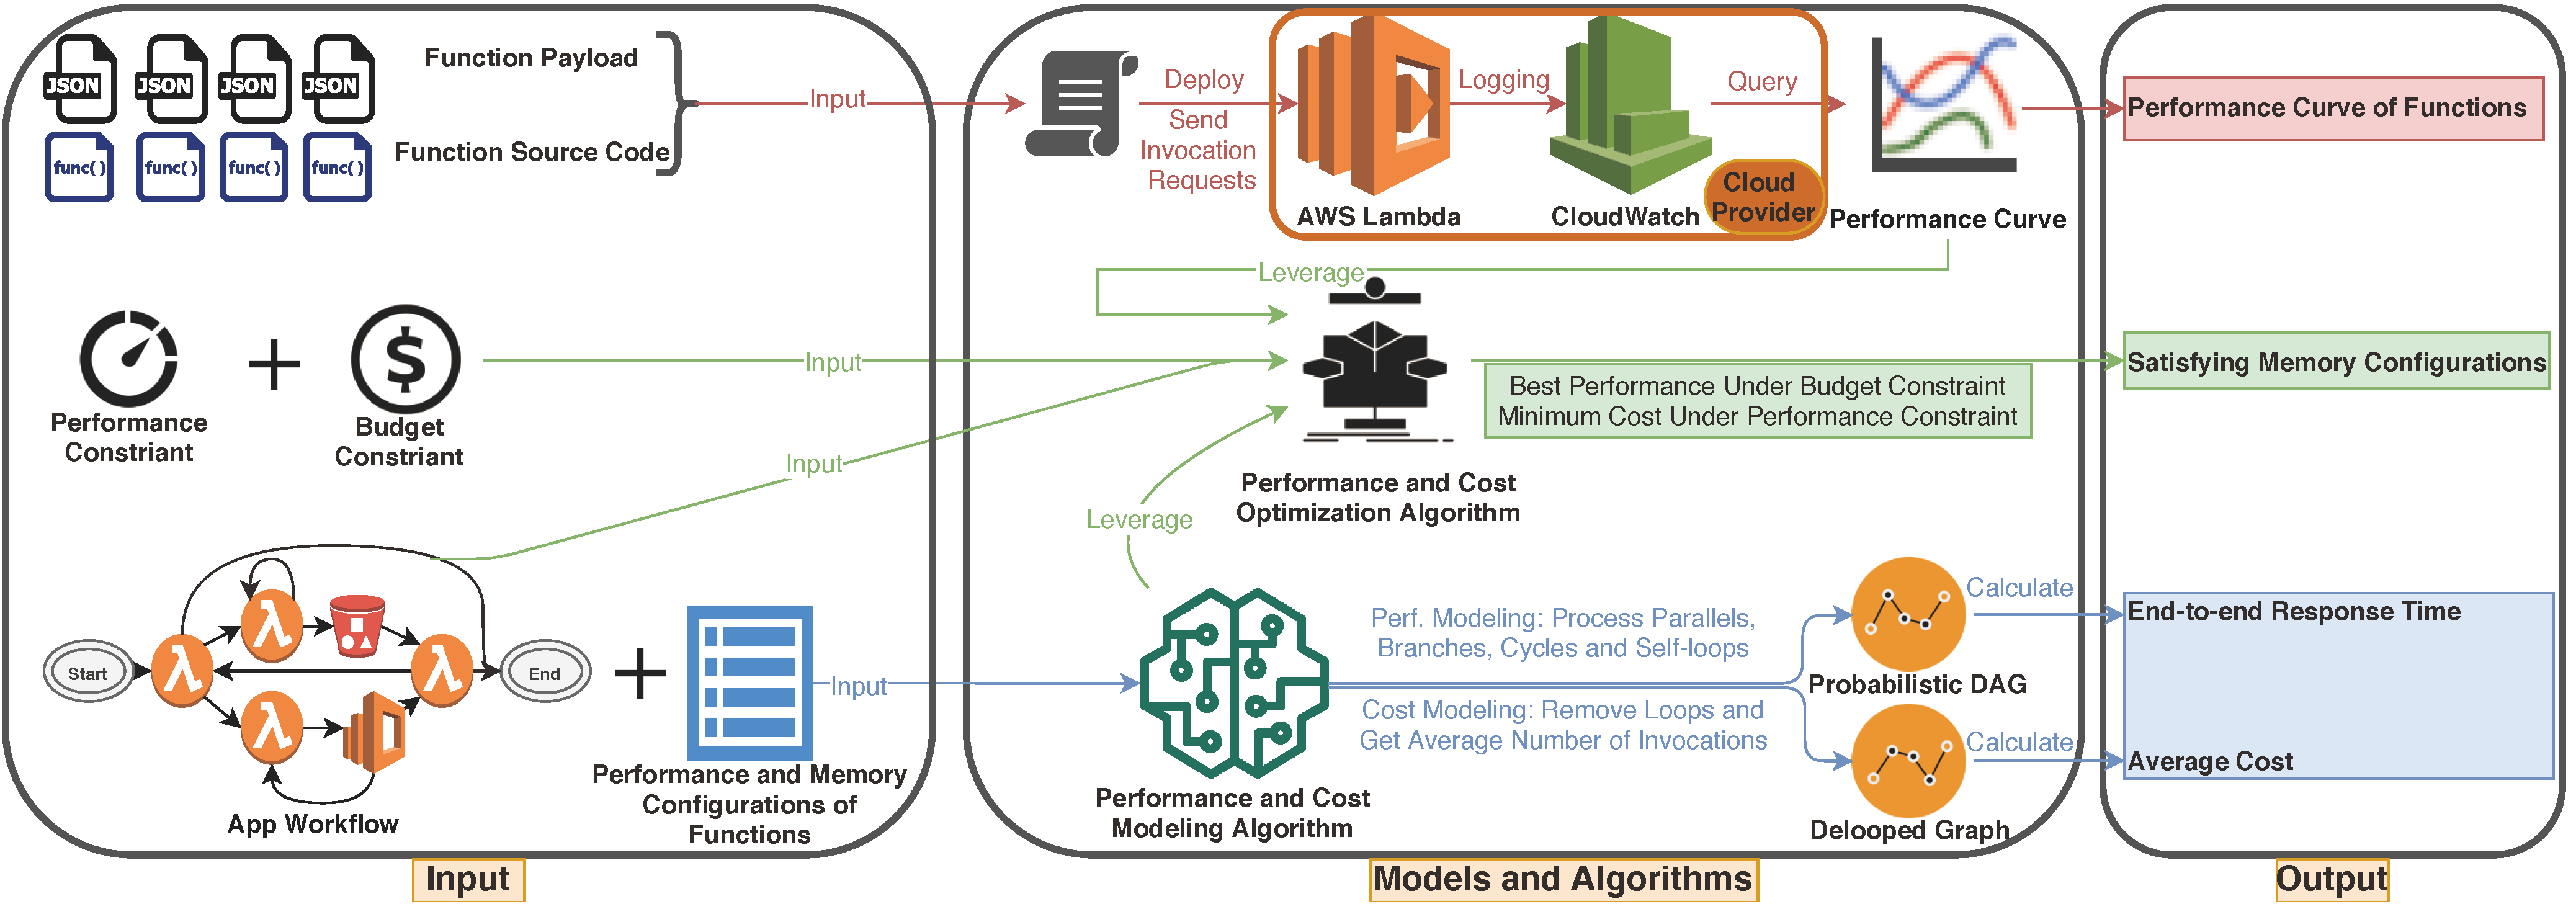 JSON JSON JSON JSON
Function Payload
func() func() func() func()
Function Source Code
Input
Deploy
Send
Invocation
Requests
AWS Lambda
Logging
CloudWatch
Query
Cloud
Provider
Performance Curve
Performance Curve of Functions
Performance
Constriant
Budget
Constriant
Input
Input
Leverage
Leverage
Performance and Cost
Optimization Algorithm
Best Performance Under Budget Constraint
Minimum Cost Under Performance Constraint
Satisfying Memory Configurations
Start
λ
λ
λ
λ
End
App Workflow
Performance and Memory
Configurations of
Functions
Input
Performance and Cost
Modeling Algorithm
Perf. Modeling: Process Parallels,
Branches, Cycles and Self-loops
Cost Modeling: Remove Loops and
Get Average Number of Invocations
Probabilistic DAG
Delooped Graph
Calculate
Calculate
End-to-end Response Time
Average Cost
Input
Models and Algorithms
Output